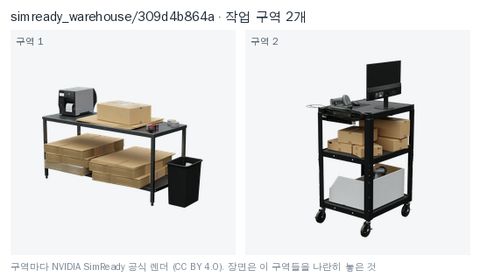 simready_warehouse/309d4b864a · 작업 구역 2개
구역 1
구역 2
구역마다 NVIDIA SimReady 공식 렌더 (CC BY 4.0). 장면은 이 구역들을 나란히 놓은 것